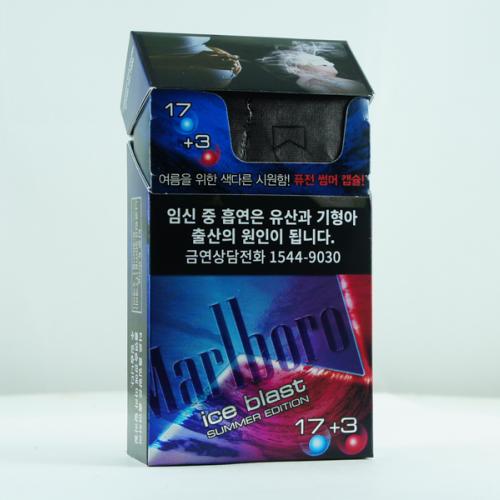 17
+3
여름을 위한 색다른 시원함! 퓨전 썸머 캡슐!
임신 중 흡연은 유산과 기형아
출산의 원인이 됩니다.
금연상담전화 1544-9030
Marlboro
ice blast
SUMMER EDITION
17+3